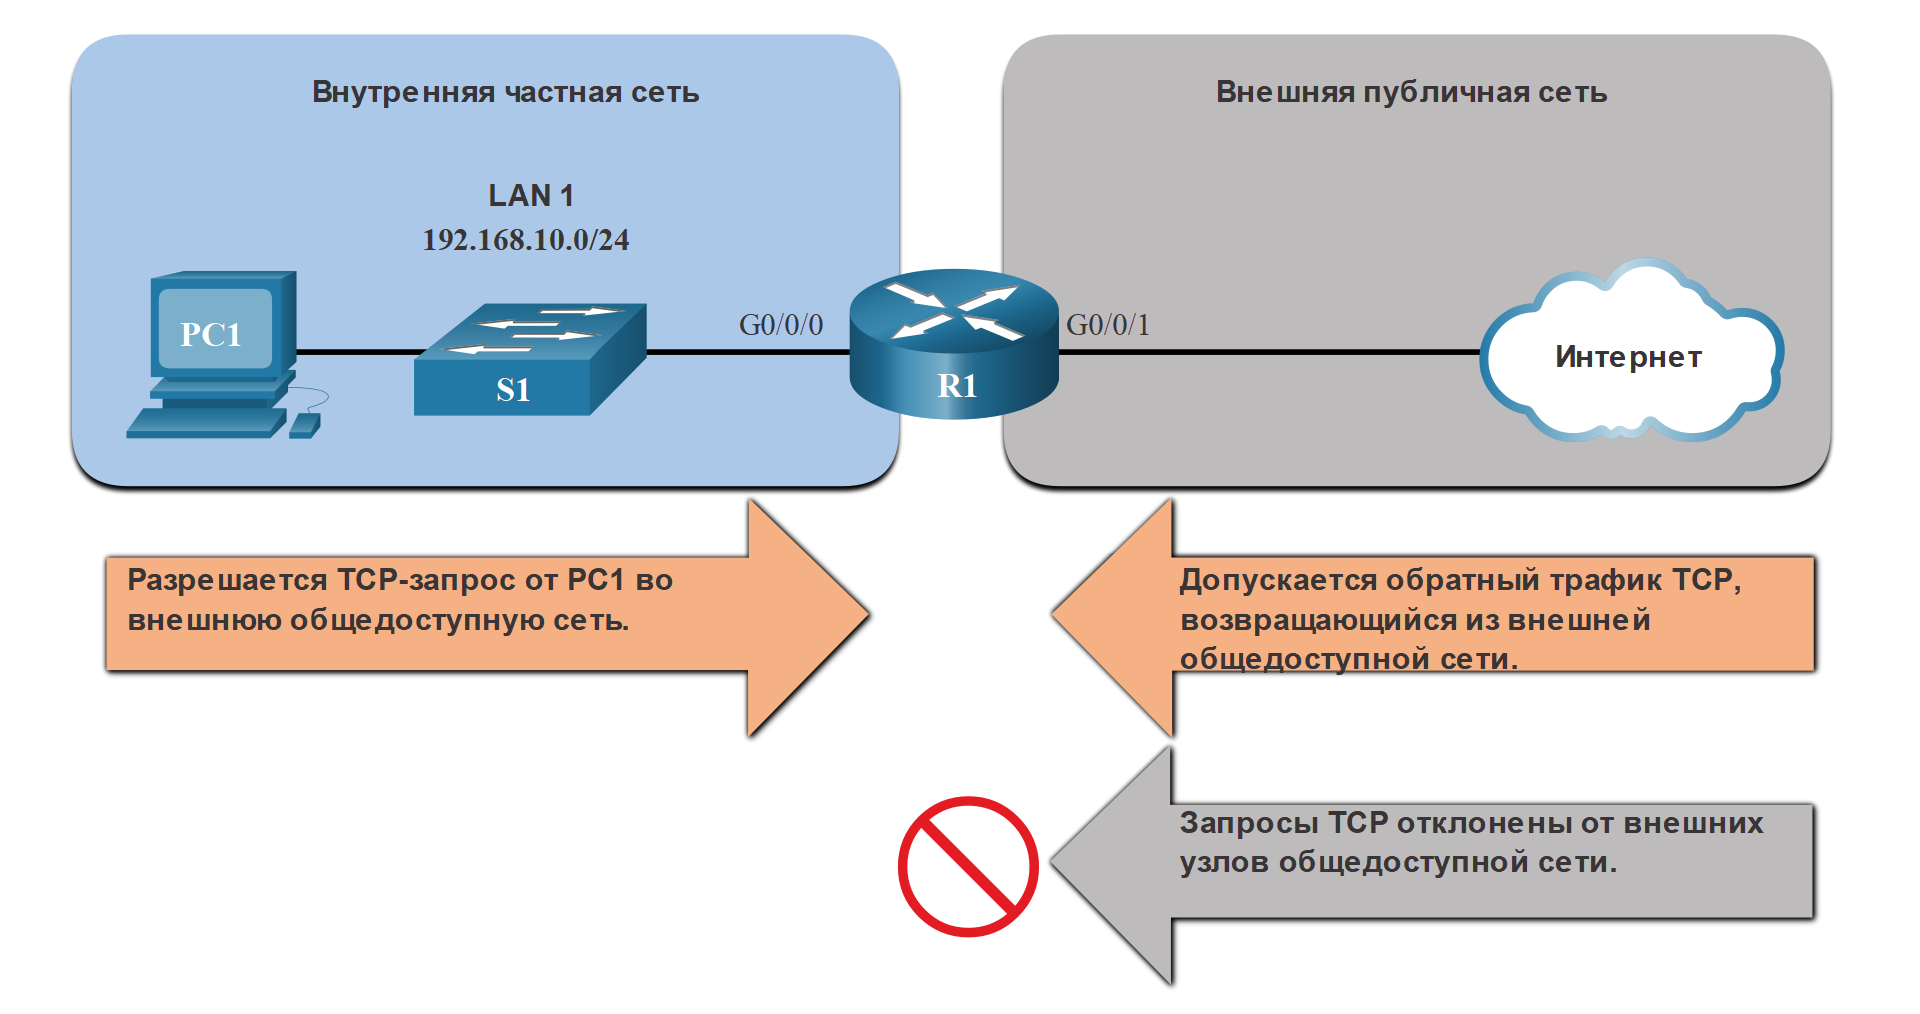 Внутренняя частная сеть
Внешняя публичная сеть
LAN 1
192.168.10.0/24
PC1
S1
G0/0/0
R1
G0/0/1
Интернет
Разрешается TCP-запрос от PC1 во
внешнюю общедоступную сеть.
Допускается обратный трафик TCP,
возвращающийся из внешней
общедоступной сети.
Запросы TCP отклонены от внешних
узлов общедоступной сети.